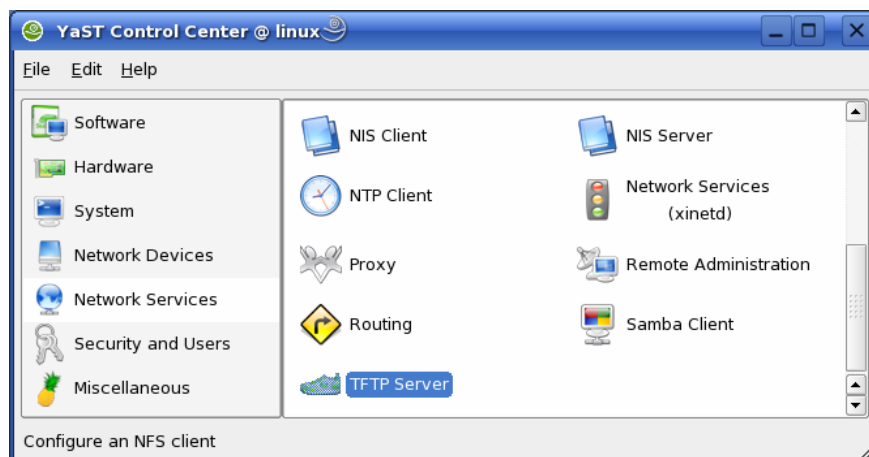 YaST Control Center @ linux
File Edit Help
Software
Hardware
System
Network Devices
Network Services
Security and Users
Miscellaneous
NIS Client
NIS Server
NTP Client
Network Services
(xinetd)
Proxy
Remote Administration
Routing
Samba Client
TFTP Server
Configure an NFS client